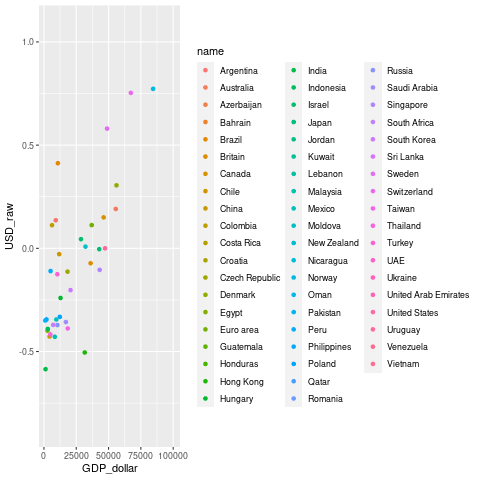 name
1.0
0.5
0.0
-0.5
USD_raw
0
25000
50000
75000
100000
GDP_dollar
Argentina
Australia
Azerbaijan
Bahrain
Brazil
Britain
Canada
Chile
China
Colombia
Costa Rica
Croatia
Czech Republic
Denmark
Egypt
Euro area
Guatemala
Honduras
Hong Kong
Hungary
India
Indonesia
Israel
Japan
Jordan
Kuwait
Lebanon
Malaysia
Mexico
Moldova
New Zealand
Nicaragua
Norway
Oman
Pakistan
Peru
Philippines
Poland
Qatar
Romania
Russia
Saudi Arabia
Singapore
South Africa
South Korea
Sri Lanka
Sweden
Switzerland
Taiwan
Thailand
Turkey
UAE
Ukraine
United Arab Emirates
United States
Uruguay
Venezuela
Vietnam